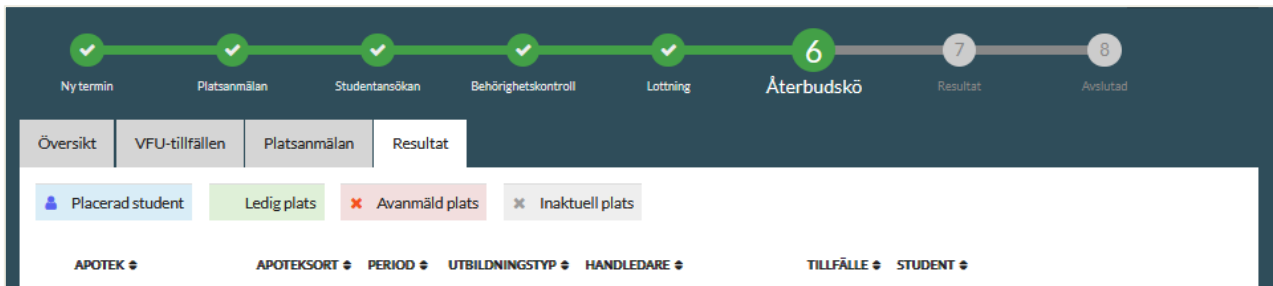 6 7 8
Ny termin Platsanmälan Studentansökan Behörighetskontroll Lottning Återbudskö Resultat Avslutad
Översikt VFU-tillfällen Platsanmälan Resultat
Placerad student Ledig plats Avanmäld plats Inaktuell plats
APOTEK APOTEKSORT PERIOD UTBILDNINGSTYP HANDLEDARE TILLFÄLLE STUDENT